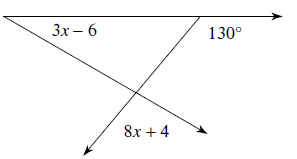 3x – 6
130°
8x + 4